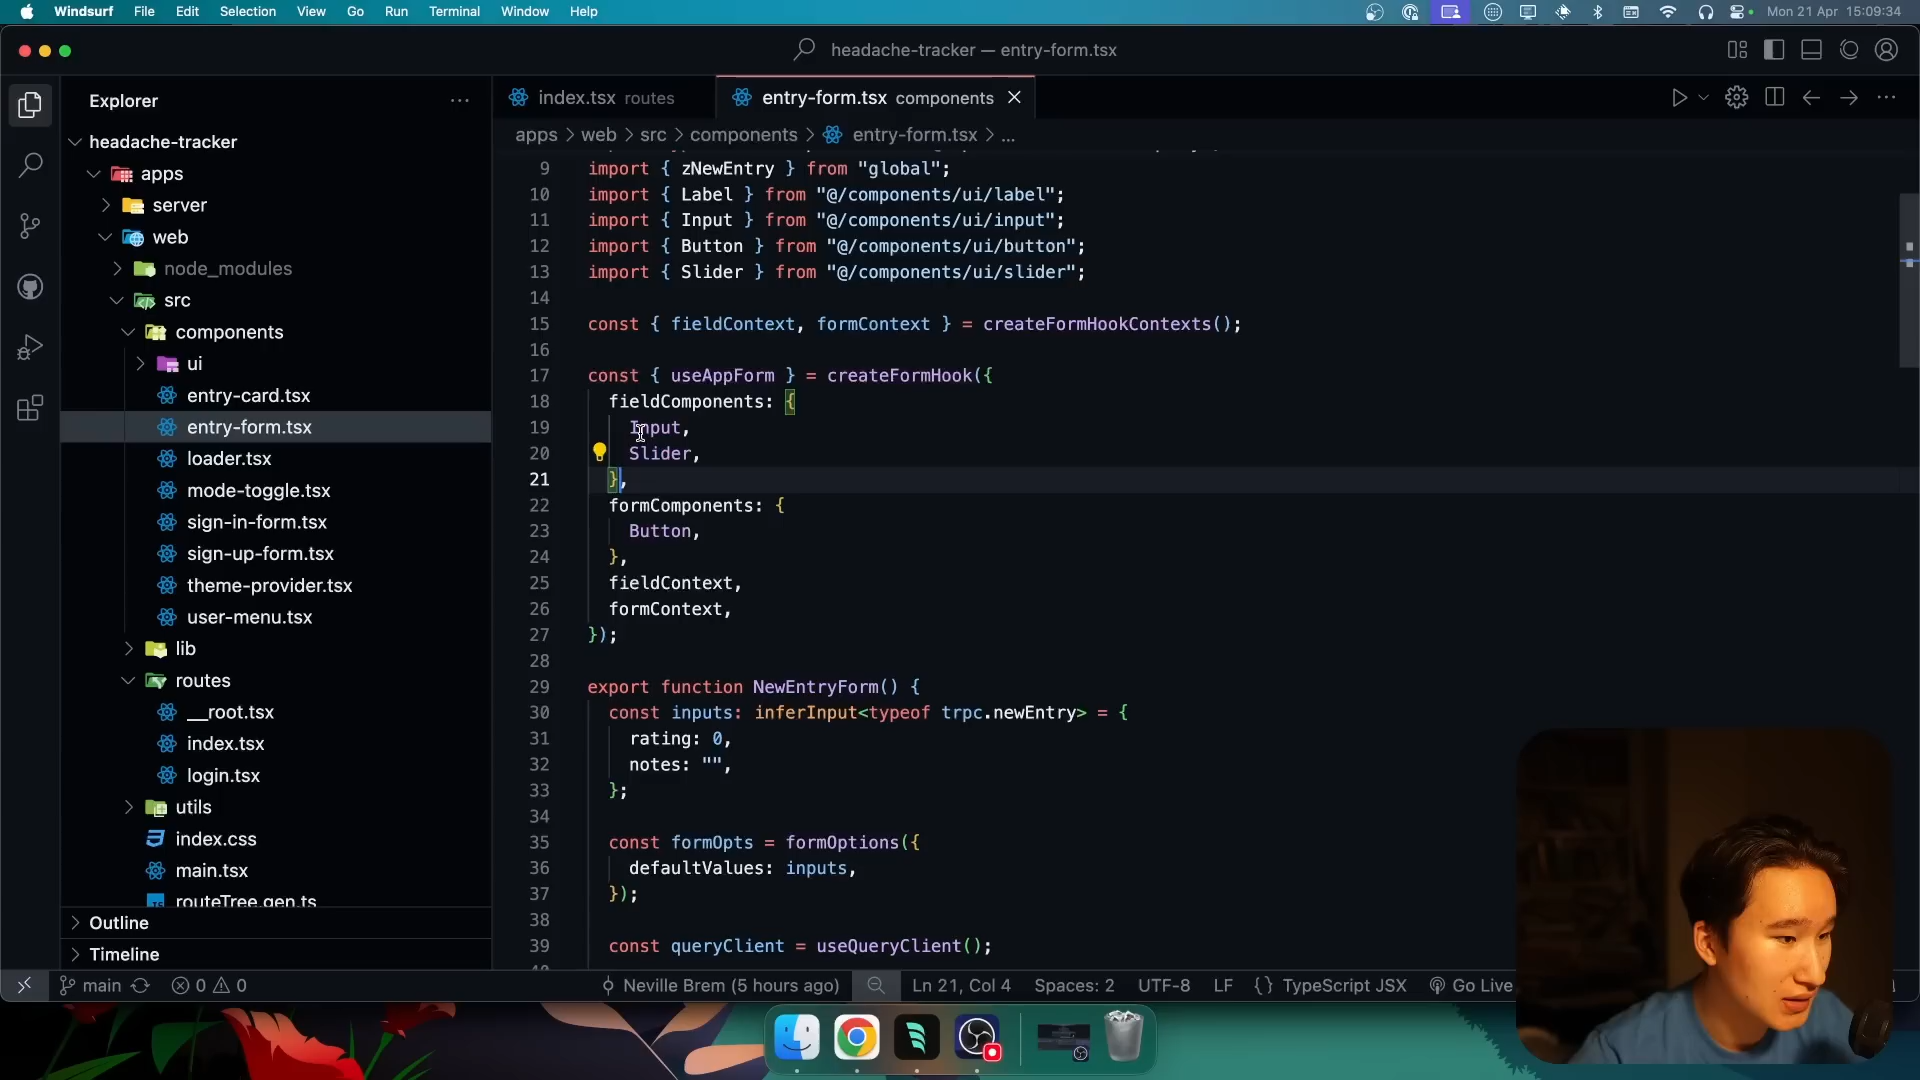 Windsurf File Edit Selection View Go Run Terminal Window Help
Mon 21 Apr 15:09:34
headache-tracker — entry-form.tsx
Explorer
headache-tracker
apps
server
web
node_modules
src
components
ui
entry-card.tsx
entry-form.tsx
loader.tsx
mode-toggle.tsx
sign-in-form.tsx
sign-up-form.tsx
theme-provider.tsx
user-menu.tsx
lib
routes
__root.tsx
index.tsx
login.tsx
utils
index.css
main.tsx
routeTree.gen.ts
Outline
Timeline
index.tsx routes
entry-form.tsx components
apps > web > src > components > entry-form.tsx > ...
9 import { zNewEntry } from "global";
10 import { Label } from "@/components/ui/label";
11 import { Input } from "@/components/ui/input";
12 import { Button } from "@/components/ui/button";
13 import { Slider } from "@/components/ui/slider";
14
15 const { fieldContext, formContext } = createFormHookContexts();
16
17 const { useAppForm } = createFormHook({
18 fieldComponents: {
19 Input,
20 Slider,
21 },
22 formComponents: {
23 Button,
24 },
25 fieldContext,
26 formContext,
27 });
28
29 export function NewEntryForm() {
30 const inputs: inferInput<typeof trpc.newEntry> = {
31 rating: 0,
32 notes: "",
33 };
34
35 const formOpts = formOptions({
36 defaultValues: inputs,
37 });
38
39 const queryClient = useQueryClient();
main 0 0 Neville Brem (5 hours ago) Ln 21, Col 4 Spaces: 2 UTF-8 LF {} TypeScript JSX Go Live